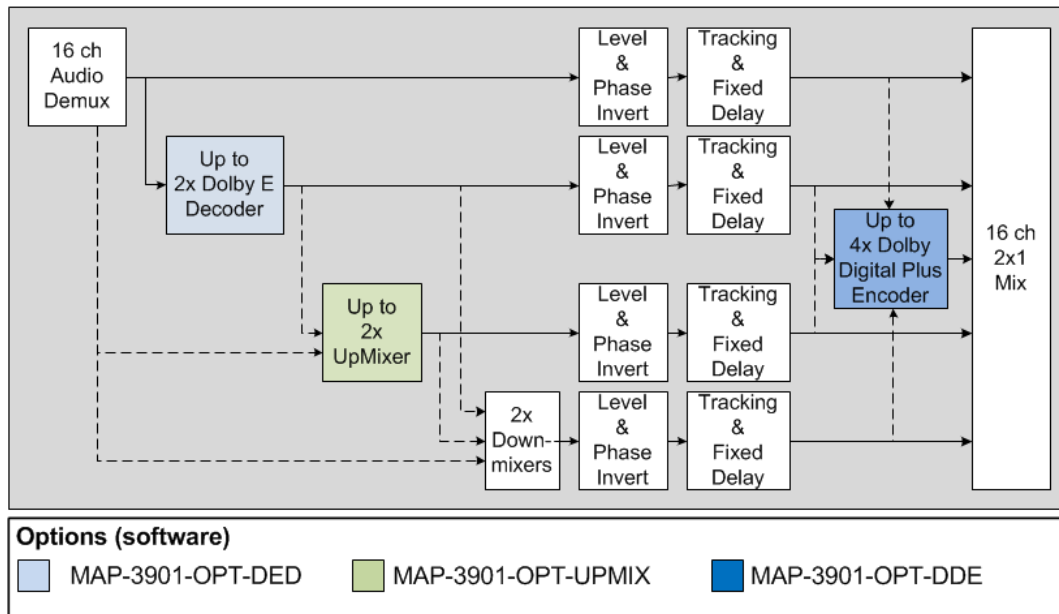 16 ch
Audio
Demux
Level
&
Phase
Invert
Tracking
&
Fixed
Delay
Up to
2x Dolby E
Decoder
Level
&
Phase
Invert
Tracking
&
Fixed
Delay
Up to
4x Dolby
Digital Plus
Encoder
16 ch
2x1
Mix
Up to
2x
UpMixer
Level
&
Phase
Invert
Tracking
&
Fixed
Delay
2x
Down-
mixers
Level
&
Phase
Invert
Tracking
&
Fixed
Delay
Options (software)
MAP-3901-OPT-DED
MAP-3901-OPT-UPMIX
MAP-3901-OPT-DDE